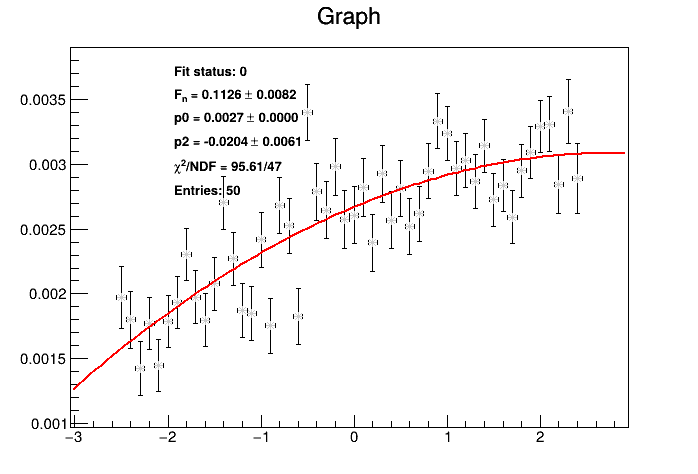 Graph
Fit status: 0
Fn = 0.1126 ± 0.0082
p0 = 0.0027 ± 0.0000
p2 = -0.0204 ± 0.0061
χ²/NDF = 95.61/47
Entries: 50
0.0035
0.003
0.0025
0.002
0.0015
0.001
−3 −2 −1 0 1 2